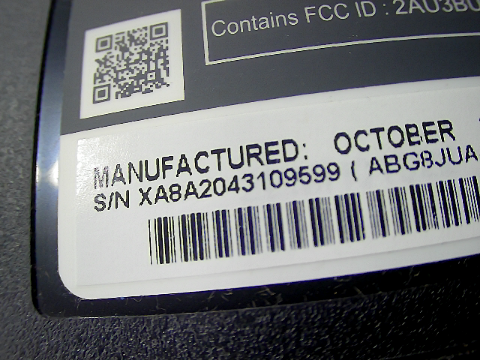 Contains FCC ID : 2AU3B
MANUFACTURED: OCTOBER
S/N XA8A2043109599 ( ABG8JUA